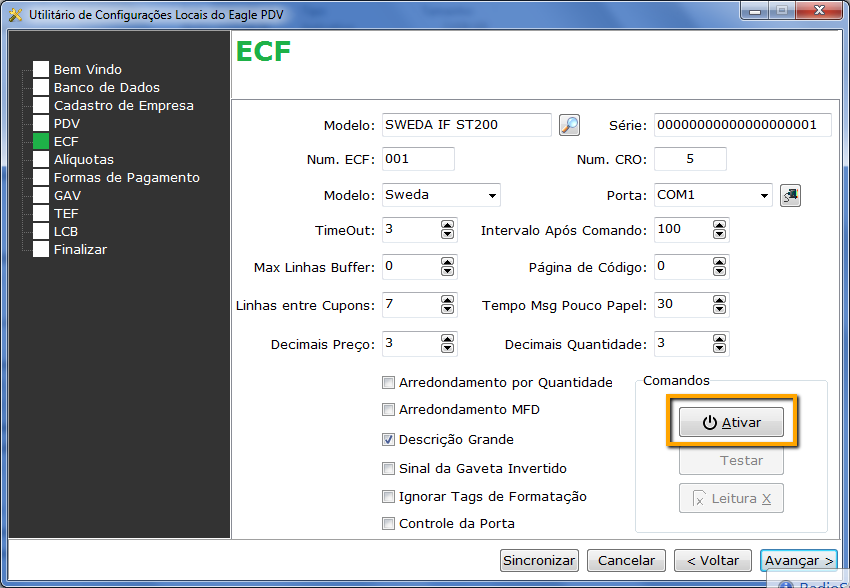 Utilitário de Configurações Locais do Eagle PDV
Bem Vindo
Banco de Dados
Cadastro de Empresa
PDV
ECF
Alíquotas
Formas de Pagamento
GAV
TEF
LCB
Finalizar
ECF
Modelo: SWEDA IF ST200 Série: 00000000000000000001
Num. ECF: 001 Num. CRO: 5
Modelo: Sweda Porta: COM1
TimeOut: 3 Intervalo Após Comando: 100
Max Linhas Buffer: 0 Página de Código: 0
Linhas entre Cupons: 7 Tempo Msg Pouco Papel: 30
Decimais Preço: 3 Decimais Quantidade: 3
Arredondamento por Quantidade
Arredondamento MFD
Descrição Grande
Sinal da Gaveta Invertido
Ignorar Tags de Formatação
Controle da Porta
Comandos
Ativar
Testar
Leitura X
Sincronizar Cancelar < Voltar Avançar >